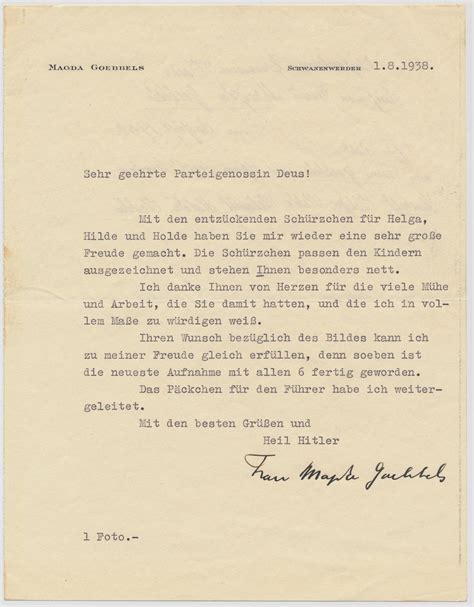 MAGDA GOEBBELS SCHWANENWERDER 1.8.1938.
Sehr geehrte Parteigenossin Deus!
Mit den entzückenden Schürzchen für Helga,
Hilde und Holde haben Sie mir wieder eine sehr große
Freude gemacht. Die Schürzchen passen den Kindern
ausgezeichnet und stehen Ihnen besonders nett.
Ich danke Ihnen von Herzen für die viele Mühe
und Arbeit, die Sie damit hatten, und die ich in vol
lem Maße zu würdigen weiß.
Ihren Wunsch bezüglich des Bildes kann ich
zu meiner Freude gleich erfüllen, denn soeben ist
die neueste Aufnahme mit allen 6 fertig geworden.
Das Päckchen für den Führer habe ich weiter-
geleitet.
Mit den besten Grüßen und
Heil Hitler
Frau Magda Goebbels
1 Foto.-